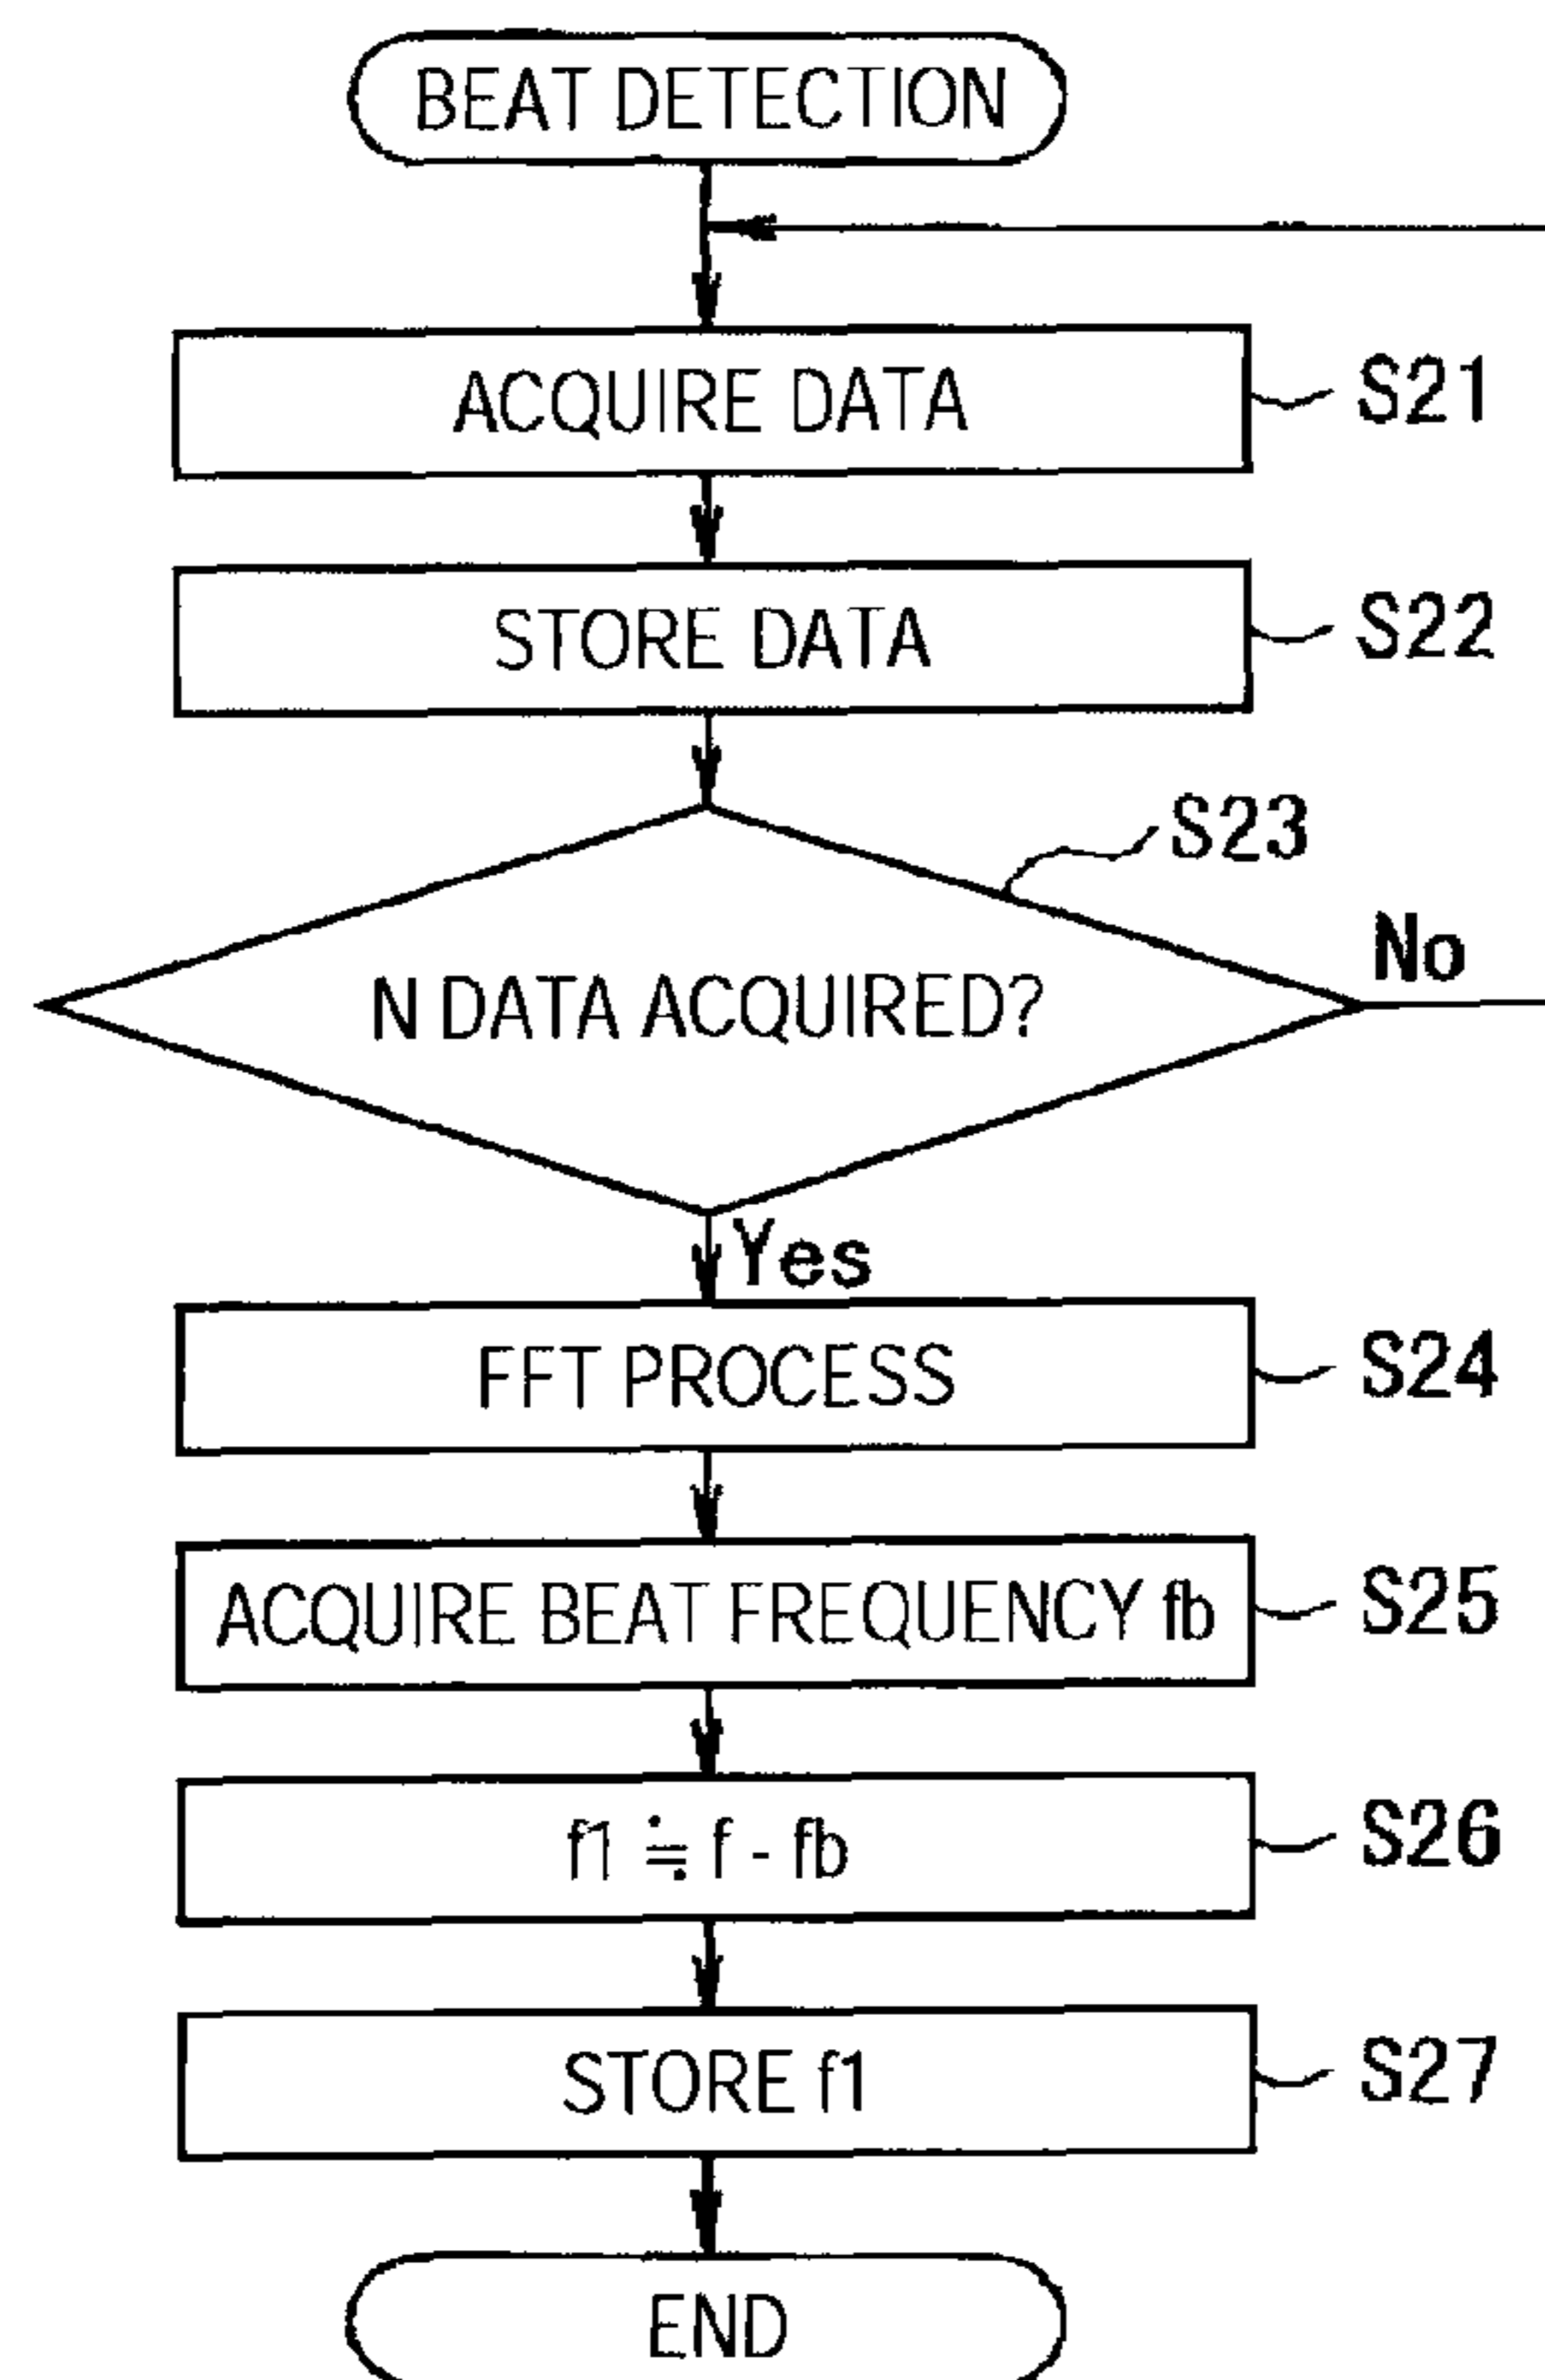 BEAT DETECTION
ACQUIRE DATA S21
STORE DATA S22
S23
N DATA ACQUIRED? No
Yes
FFT PROCESS S24
ACQUIRE BEAT FREQUENCY fb S25
f1 ≒ f - fb S26
STORE f1 S27
END